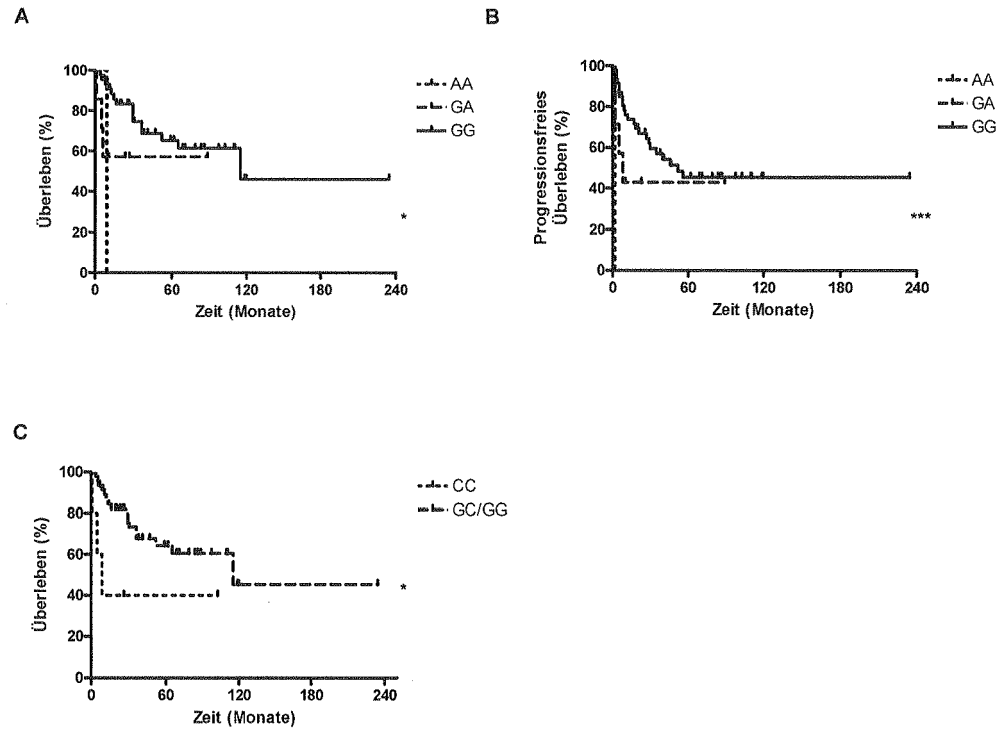 A
Überleben (%)
100
80
60
40
20
0
0 60 120 180 240
Zeit (Monate)
AA
GA
GG
*
B
Progressionsfreies
Überleben (%)
100
80
60
40
20
0
0 60 120 180 240
Zeit (Monate)
AA
GA
GG
***
C
Überleben (%)
100
80
60
40
20
0
0 60 120 180 240
Zeit (Monate)
CC
GC/GG
*